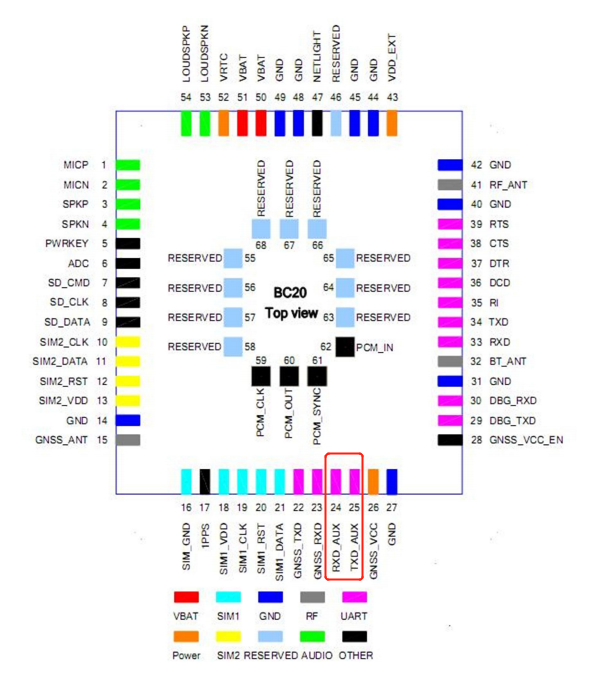 LOUDSPKP
LOUDSPKN
VRTC
VBAT
VBAT
GND
GND
NETLIGHT
RESERVED
GND
GND
VDD_EXT
54 53 52 51 50 49 48 47 46 45 44 43
MICP 1
MICN 2
SPKP 3
SPKN 4
PWRKEY 5
ADC 6
SD_CMD 7
SD_CLK 8
SD_DATA 9
SIM2_CLK 10
SIM2_DATA 11
SIM2_RST 12
SIM2_VDD 13
GND 14
GNSS_ANT 15
RESERVED
RESERVED
RESERVED
68 67 66
RESERVED 55
RESERVED 56
RESERVED 57
RESERVED 58
BC20
Top view
65 RESERVED
64 RESERVED
63 RESERVED
62 PCM_IN
59 60 61
PCM_CLK
PCM_OUT
PCM_SYNC
42 GND
41 RF_ANT
40 GND
39 RTS
38 CTS
37 DTR
36 DCD
35 RI
34 TXD
33 RXD
32 BT_ANT
31 GND
30 DBG_RXD
29 DBG_TXD
28 GNSS_VCC_EN
16 17 18 19 20 21 22 23 24 25 26 27
SIM_GND
1PPS
SIM1_VDD
SIM1_CLK
SIM1_RST
SIM1_DATA
GNSS_TXD
GNSS_RXD
RXD_AUX
TXD_AUX
GNSS_VCC
GND
VBAT SIM1 GND RF UART
Power SIM2 RESERVED AUDIO OTHER